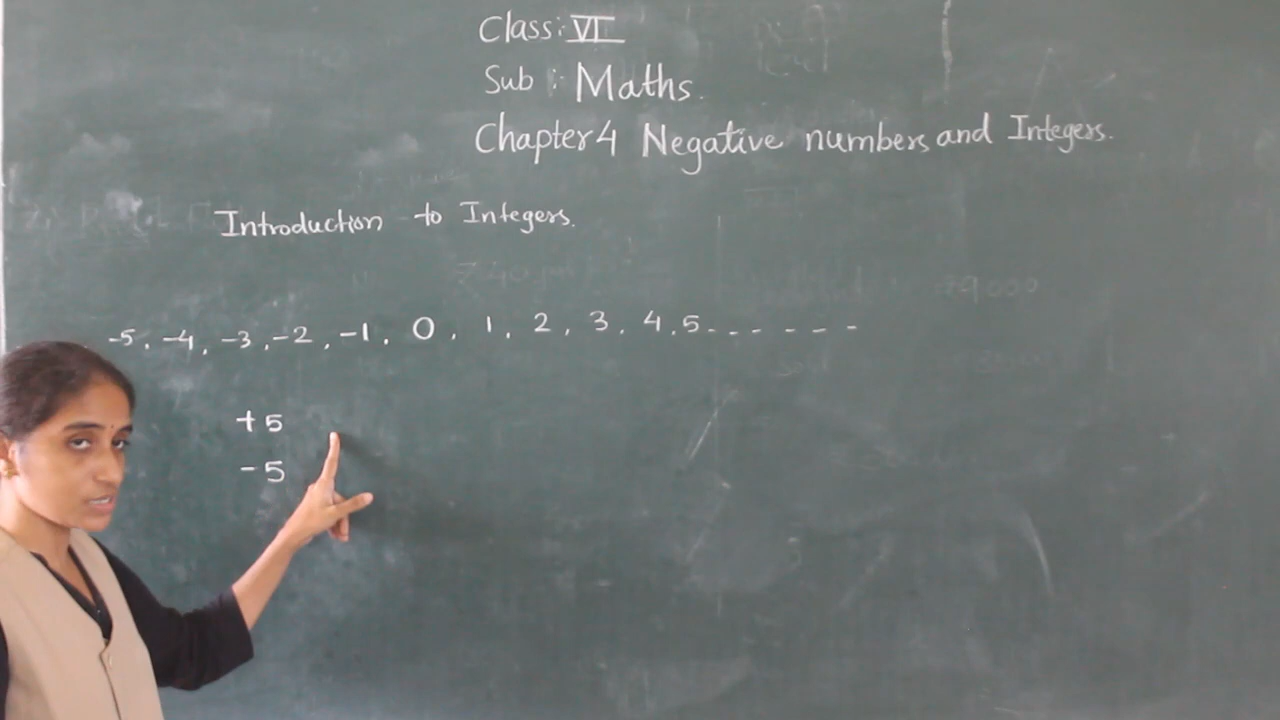 Class: VI
Sub : Maths.
Chapter 4 Negative numbers and Integers.
Introduction to Integers.
-5, -4, -3, -2, -1, 0, 1, 2, 3, 4, 5- - - - - -
+5
-5